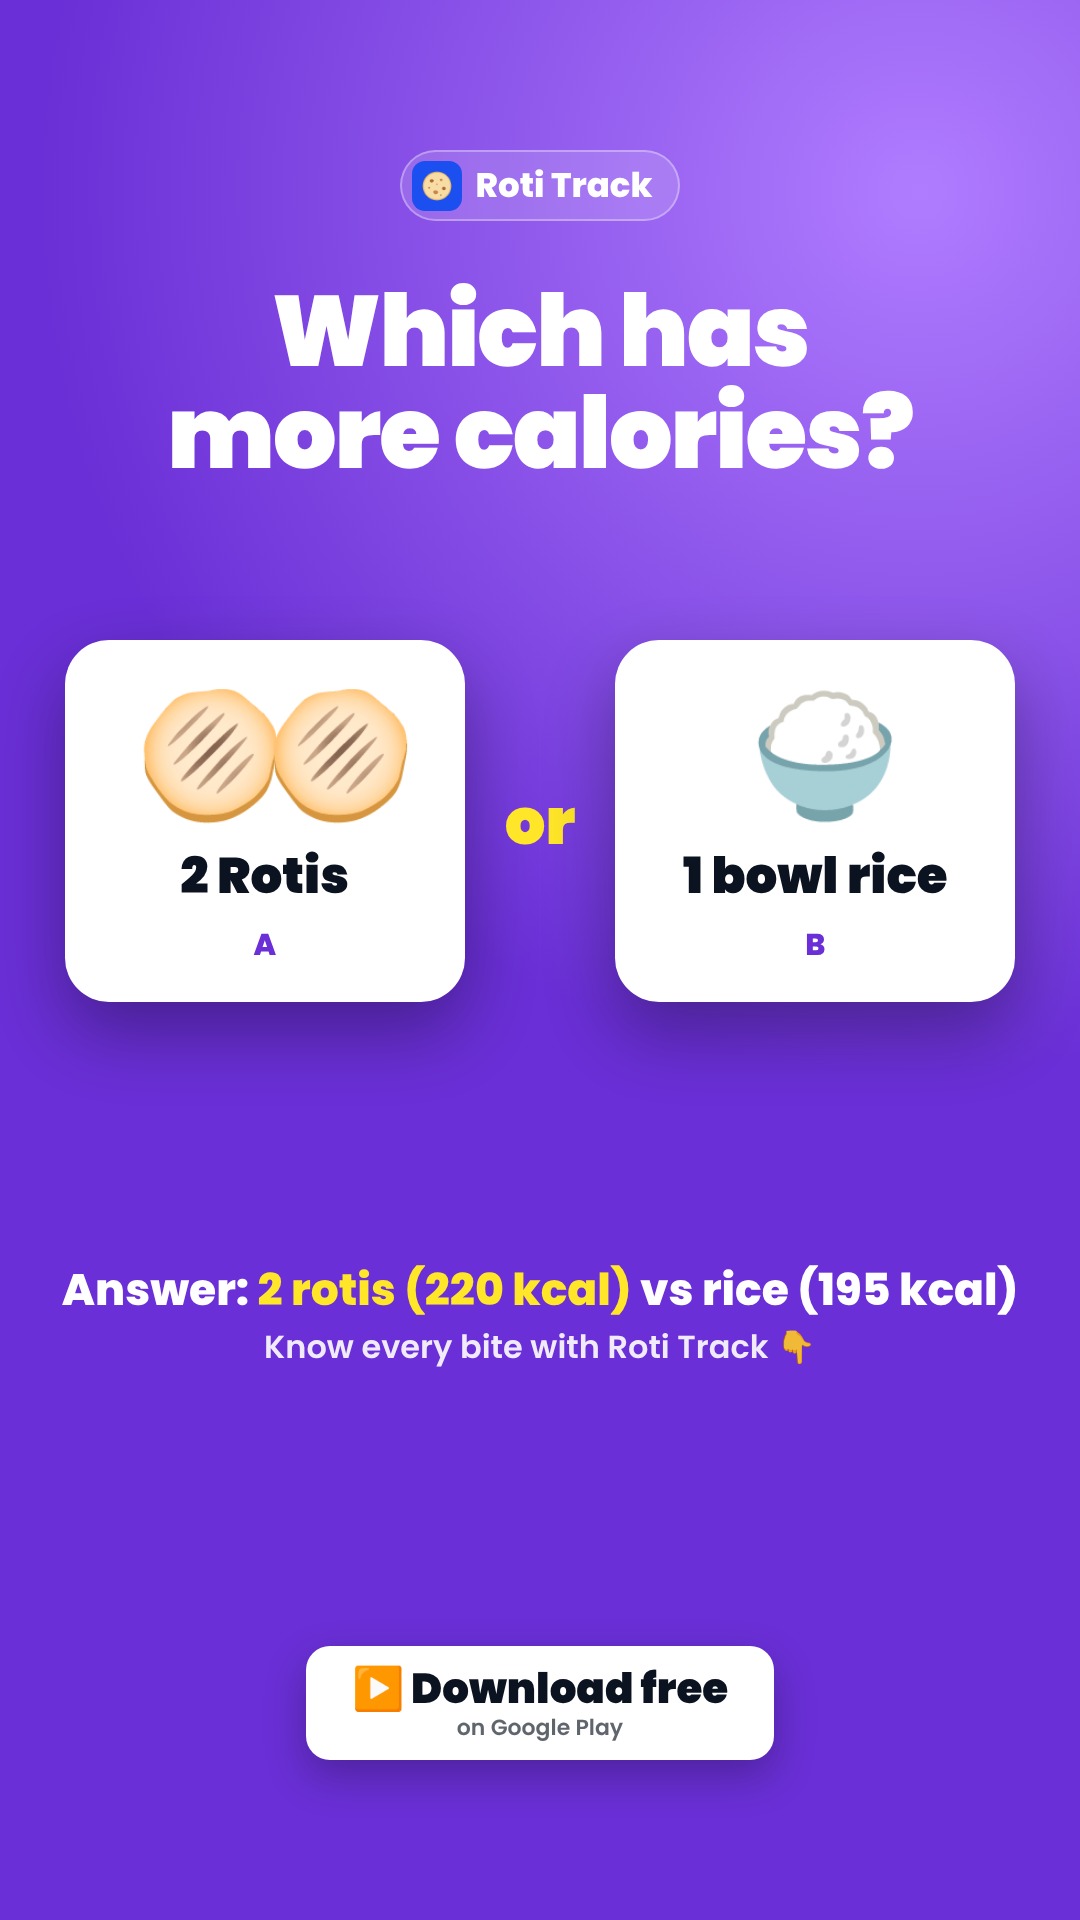 Roti Track
Which has
more calories?
2 Rotis
A
or
1 bowl rice
B
Answer: 2 rotis (220 kcal) vs rice (195 kcal)
Know every bite with Roti Track 👇
▶️ Download free
on Google Play